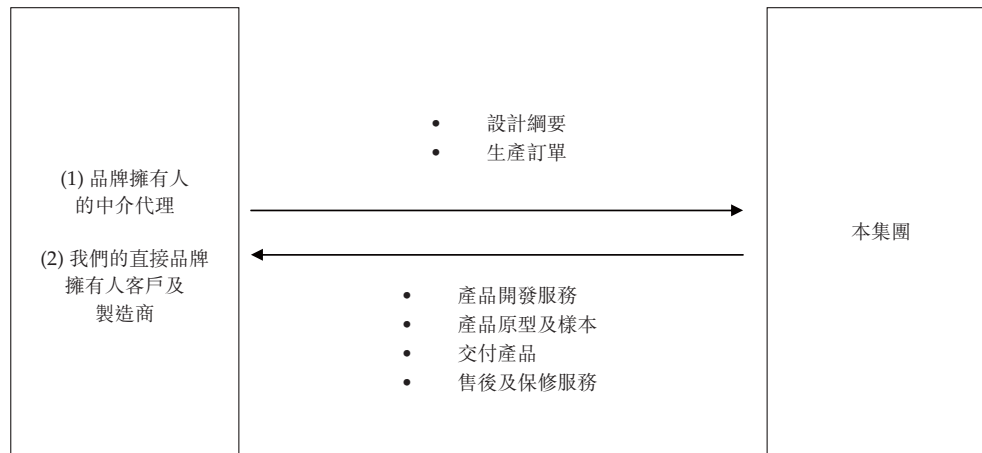 (1) 品牌擁有人
的中介代理
(2) 我們的直接品牌
擁有人客戶及
製造商
• 設計綱要
• 生產訂單
• 產品開發服務
• 產品原型及樣本
• 交付產品
• 售後及保修服務
本集團